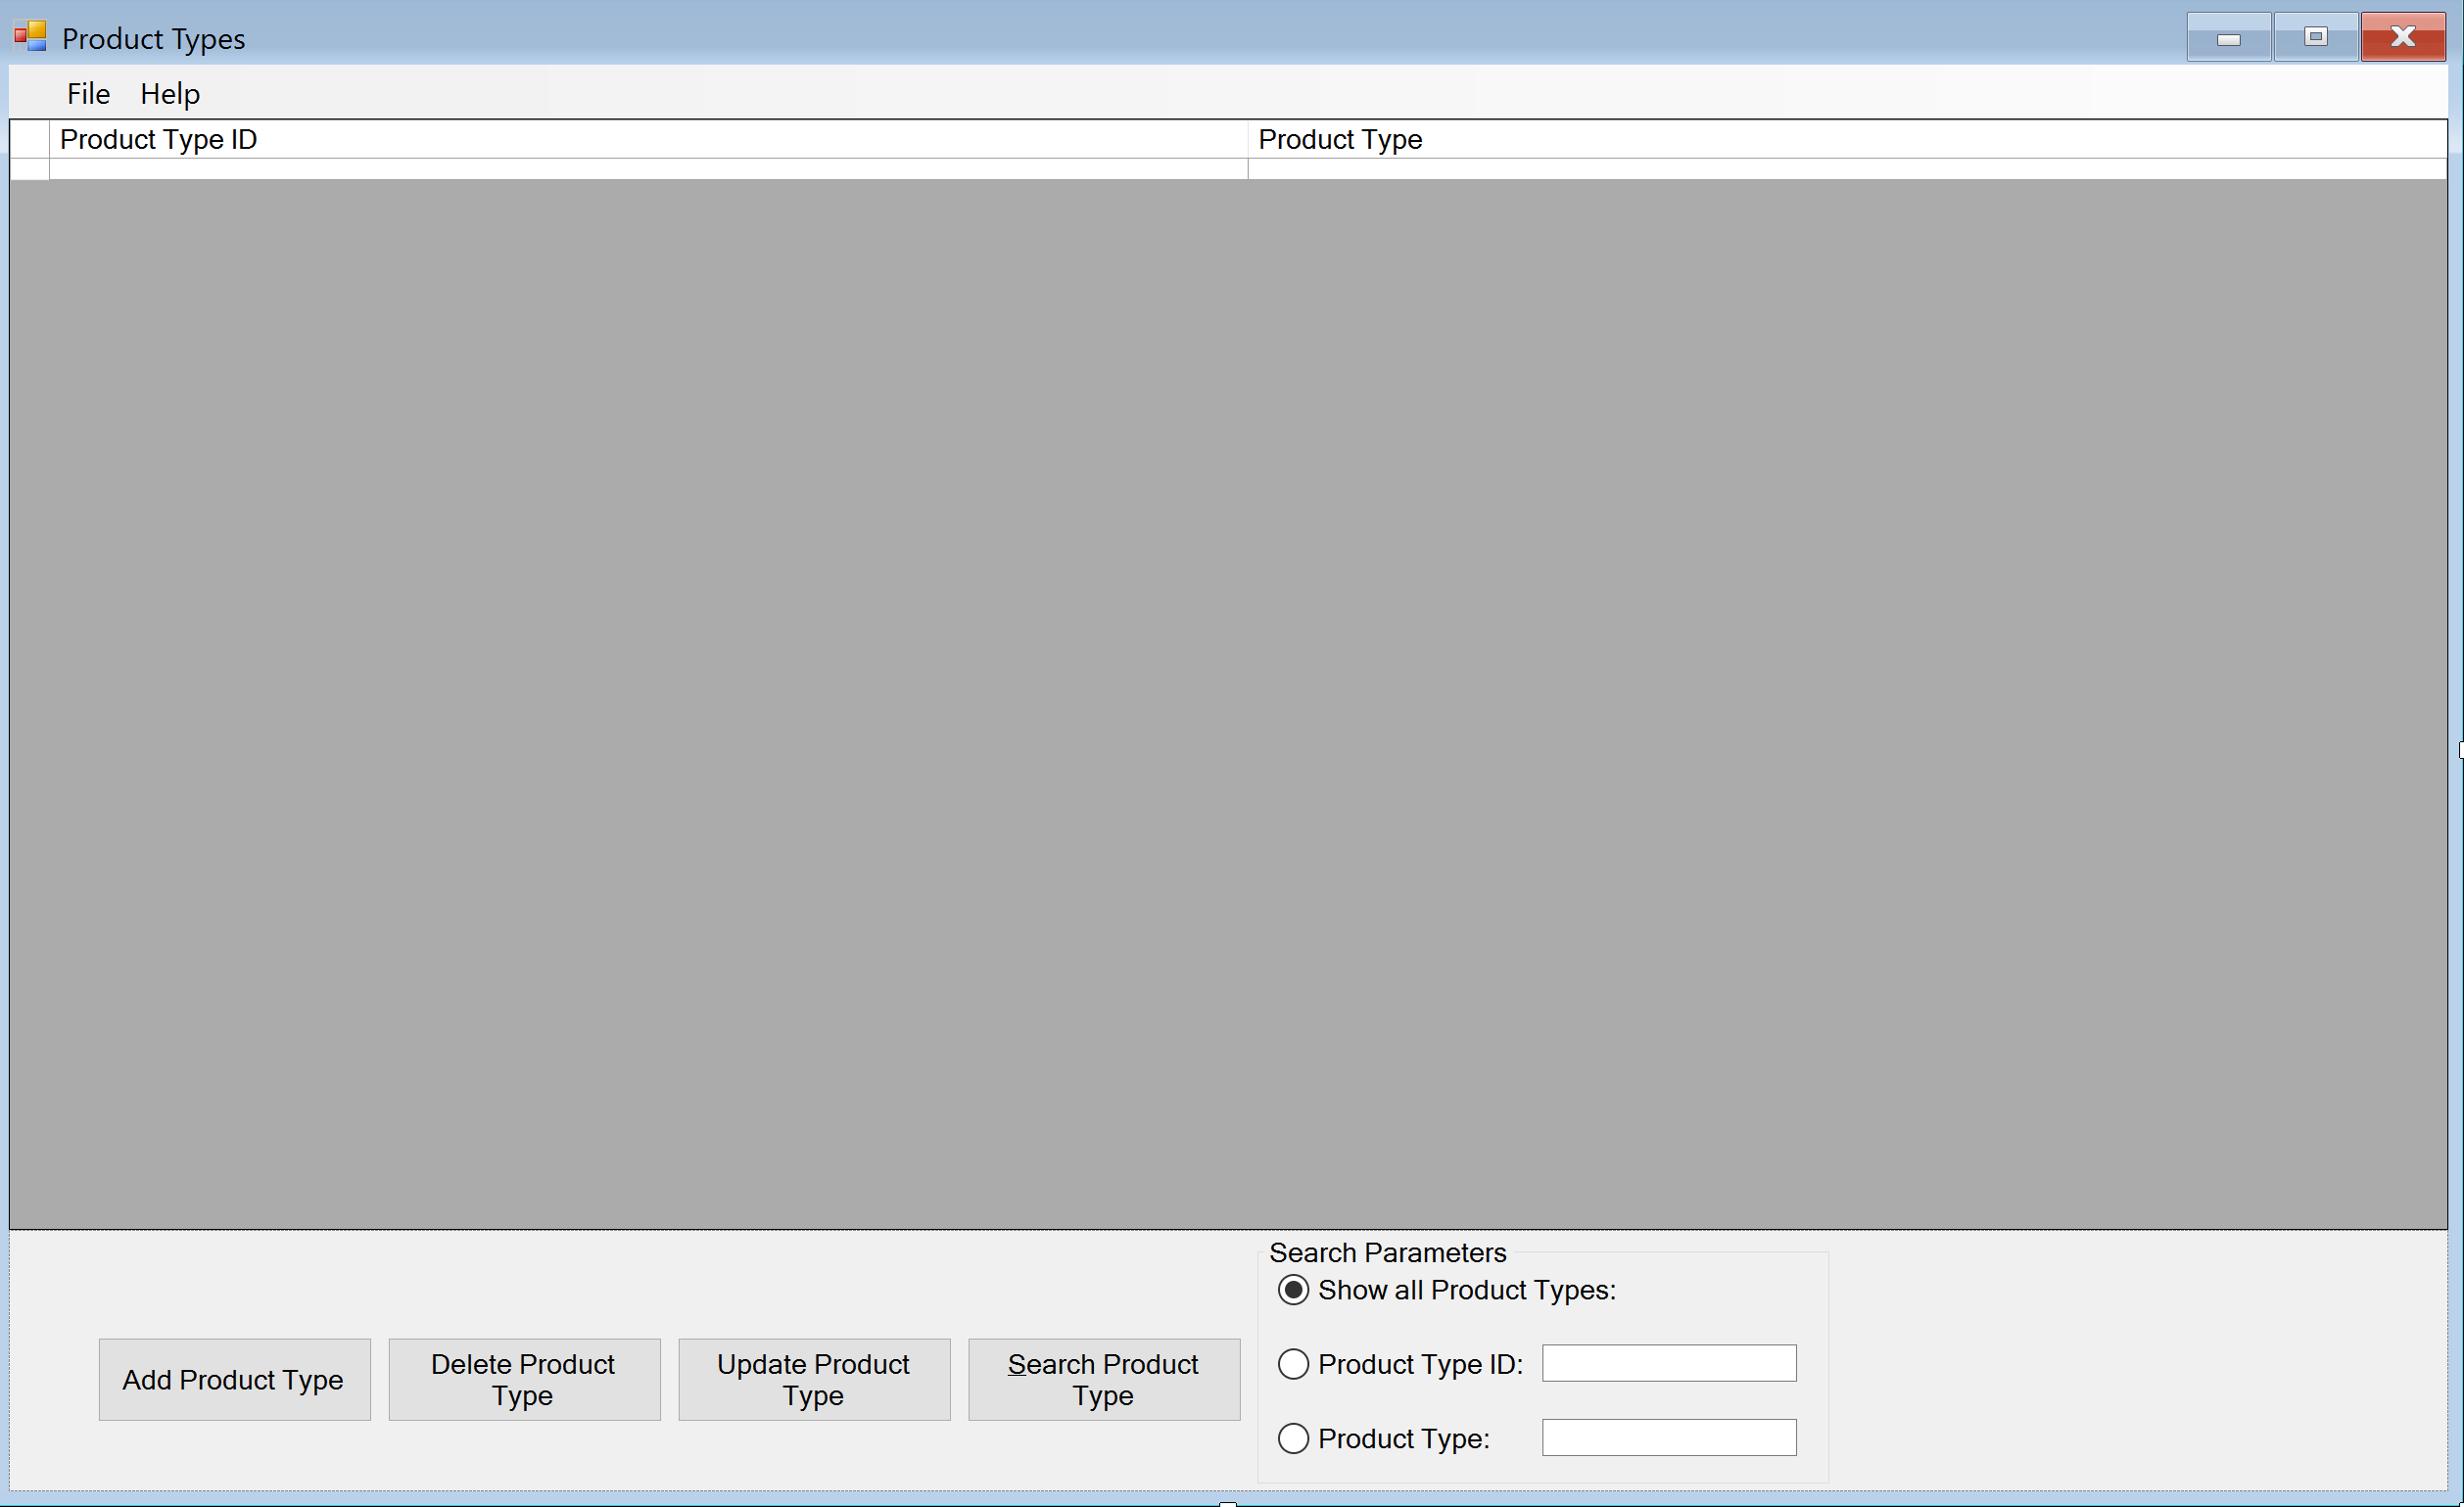 Product Types
File Help
Product Type ID Product Type
Search Parameters
Show all Product Types:
Add Product Type
Delete Product
Type
Update Product
Type
Search Product
Type
Product Type ID:
Product Type: